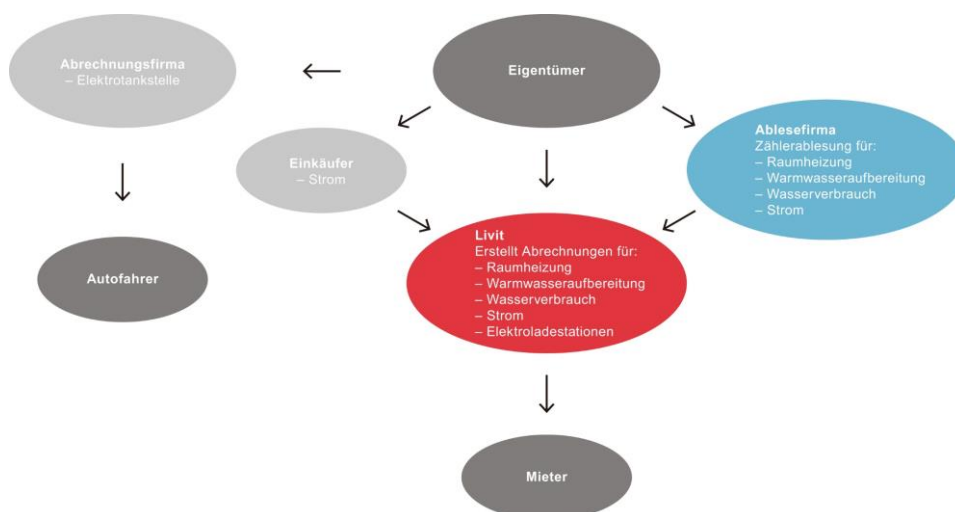 Abrechnungsfirma
– Elektrotankstelle
Eigentümer
Einkäufer
– Strom
Ablesefirma
Zählerablesung für:
– Raumheizung
– Warmwasseraufbereitung
– Wasserverbrauch
– Strom
Livit
Erstellt Abrechnungen für:
– Raumheizung
– Warmwasseraufbereitung
– Wasserverbrauch
– Strom
– Elektroladestationen
Autofahrer
Mieter